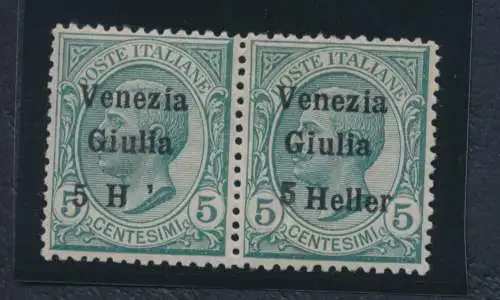 POSTE ITALIANE
Venezia
Giulia
5 H '
5 5
CENTESIMI
POSTE ITALIANE
Venezia
Giulia
5 Heller
5 5
CENTESIMI